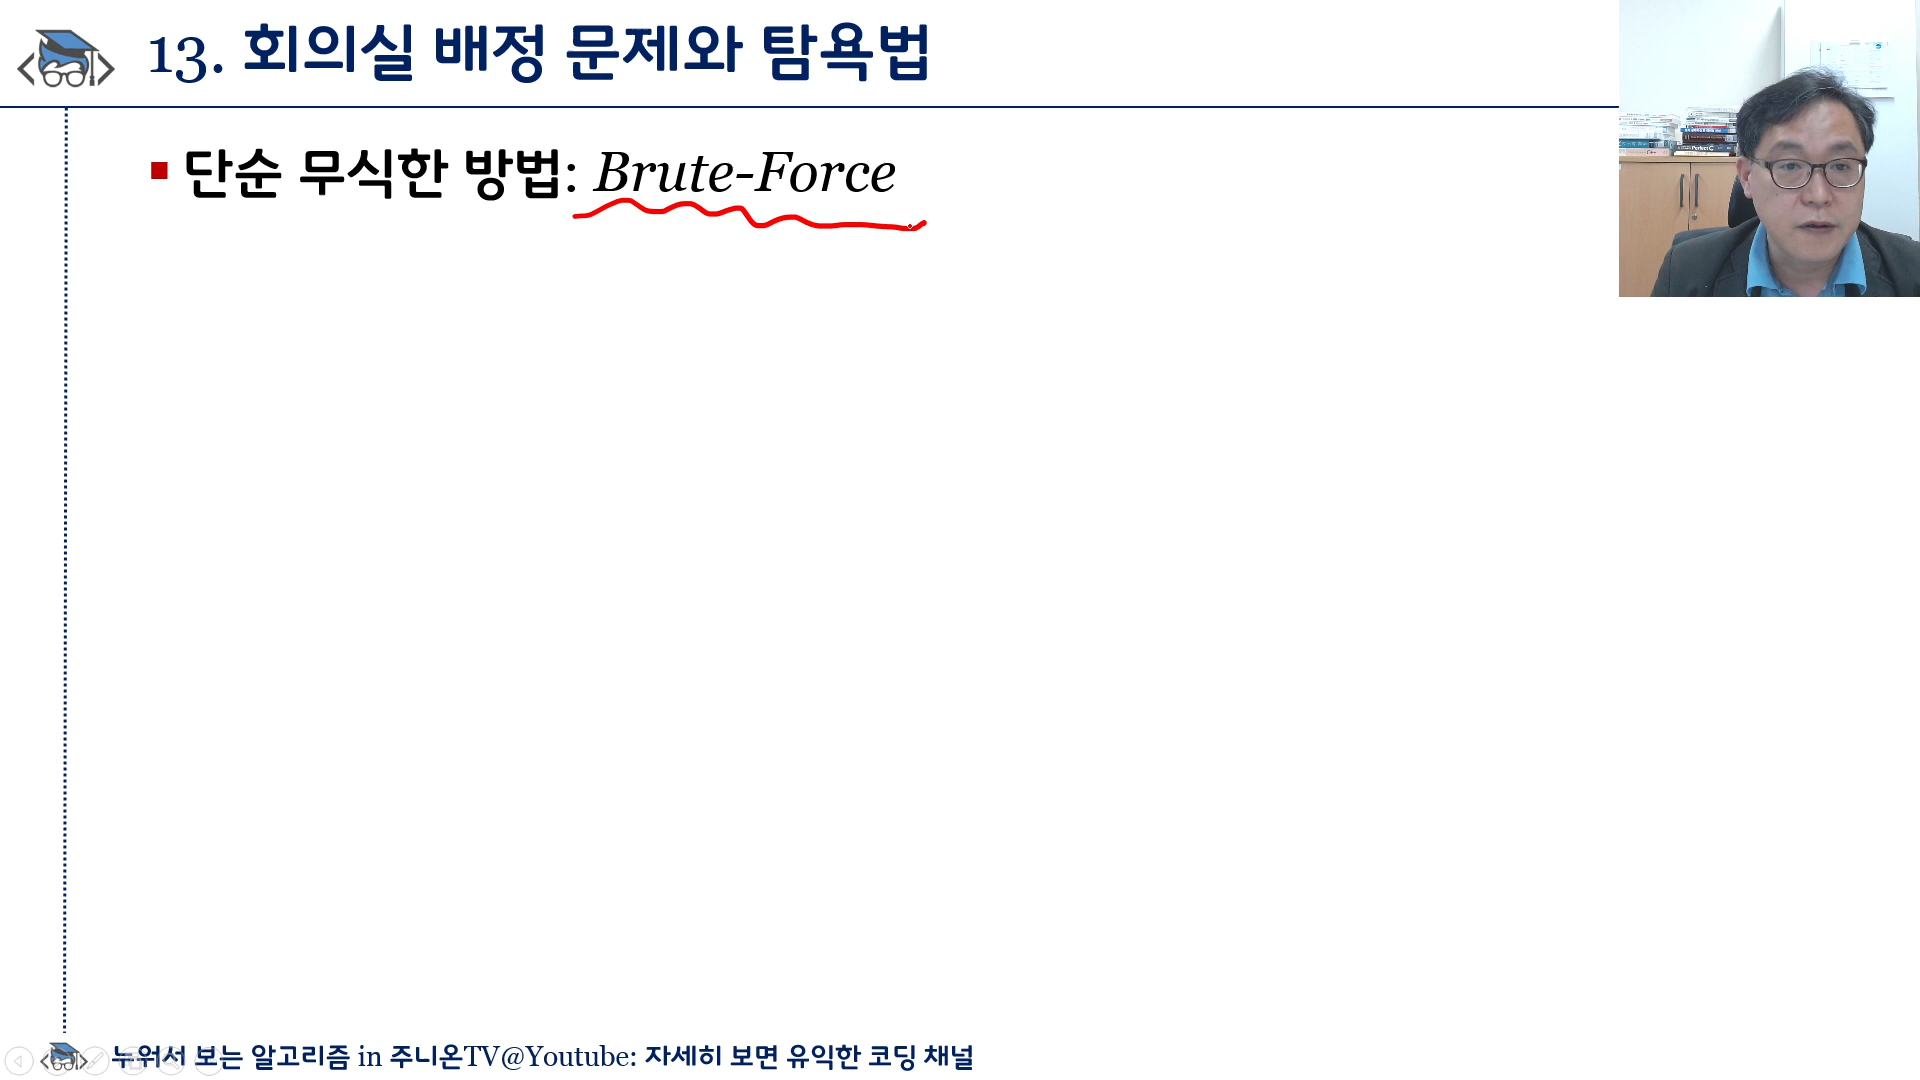 13. 회의실 배정 문제와 탐욕법
단순 무식한 방법: Brute-Force
누워서 보는 알고리즘 in 주니온TV@Youtube: 자세히 보면 유익한 코딩 채널